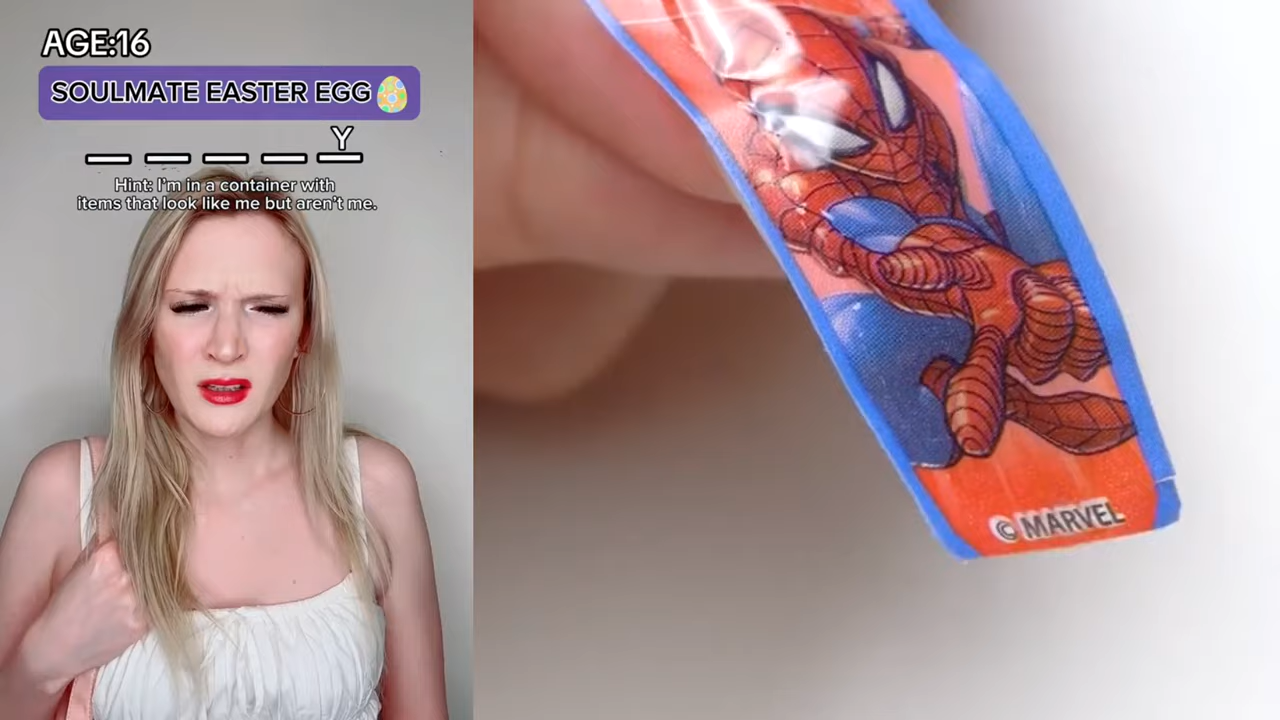 AGE:16
SOULMATE EASTER EGG
Y
Hint: I'm in a container with
items that look like me but aren't me.
© MARVEL